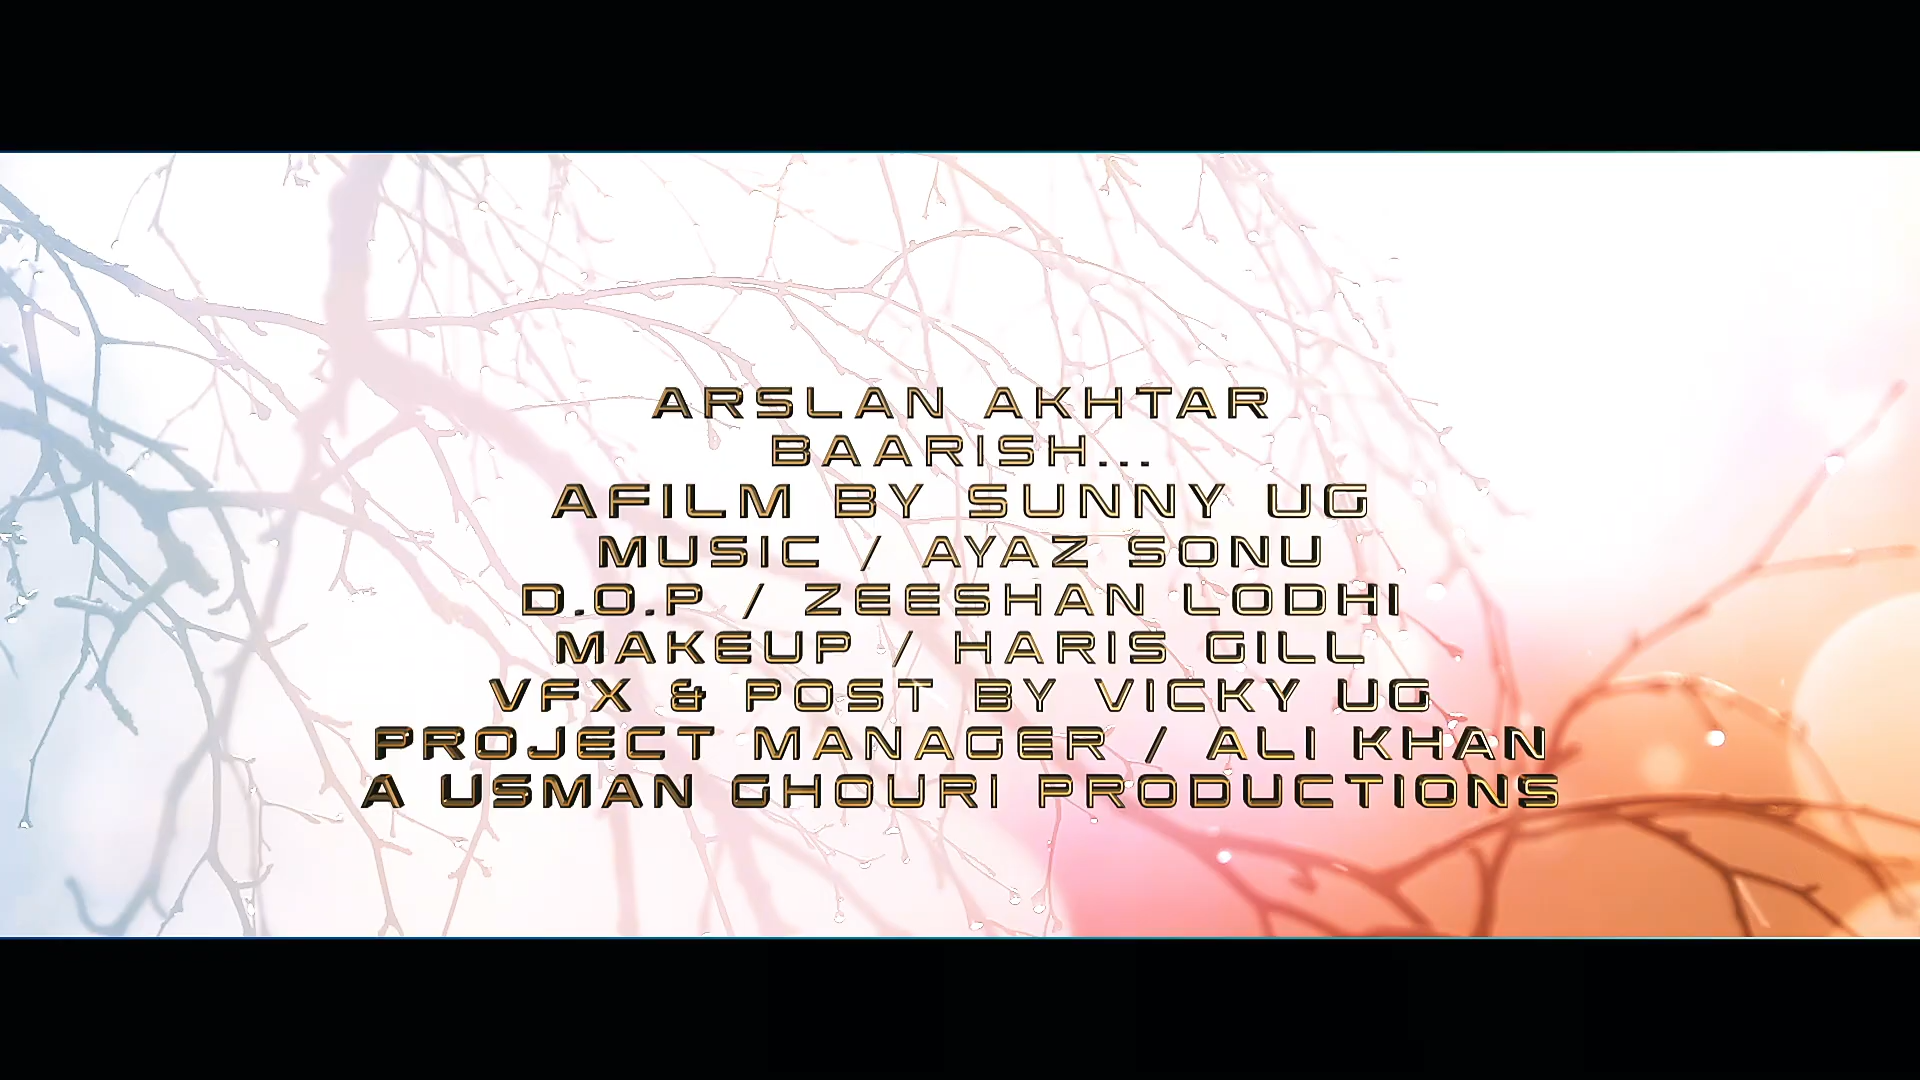 ARSLAN AKHTAR
BAARISH...
AFILM BY SUNNY UG
MUSIC / AYAZ SONU
D.O.P / ZEESHAN LODHI
MAKEUP / HARIS GILL
VFX & POST BY VICKY UG
PROJECT MANAGER / ALI KHAN
A USMAN GHOURI PRODUCTIONS